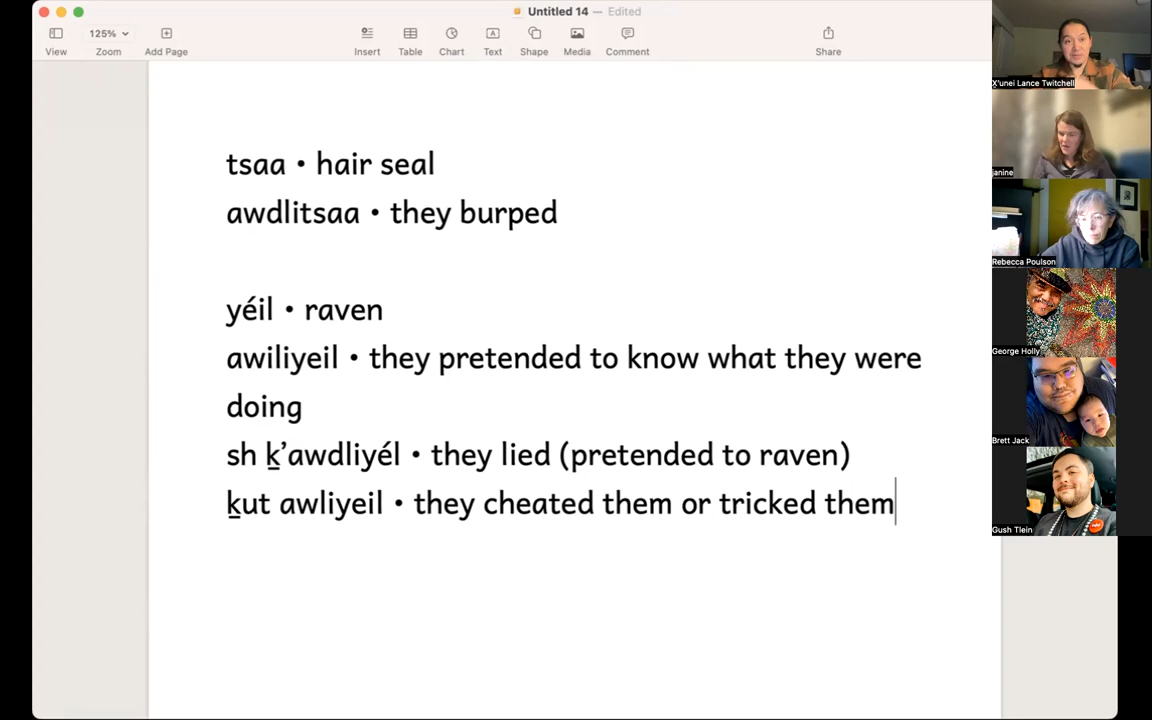 Untitled 14 — Edited
125%
View
Zoom
Add Page
Insert
Table
Chart
Text
Shape
Media
Comment
Share
tsaa • hair seal
awdlitsaa • they burped
yéil • raven
awiliyeil • they pretended to know what they were
doing
sh ḵ’awdliyél • they lied (pretended to raven)
ḵut awliyeil • they cheated them or tricked them
X̱'unei Lance Twitchell
janine
Rebecca Poulson
George Holly
Brett Jack
Gush Tlein